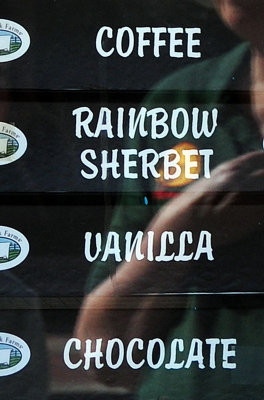 COFFEE
RAINBOW
SHERBET
VANILLA
CHOCOLATE